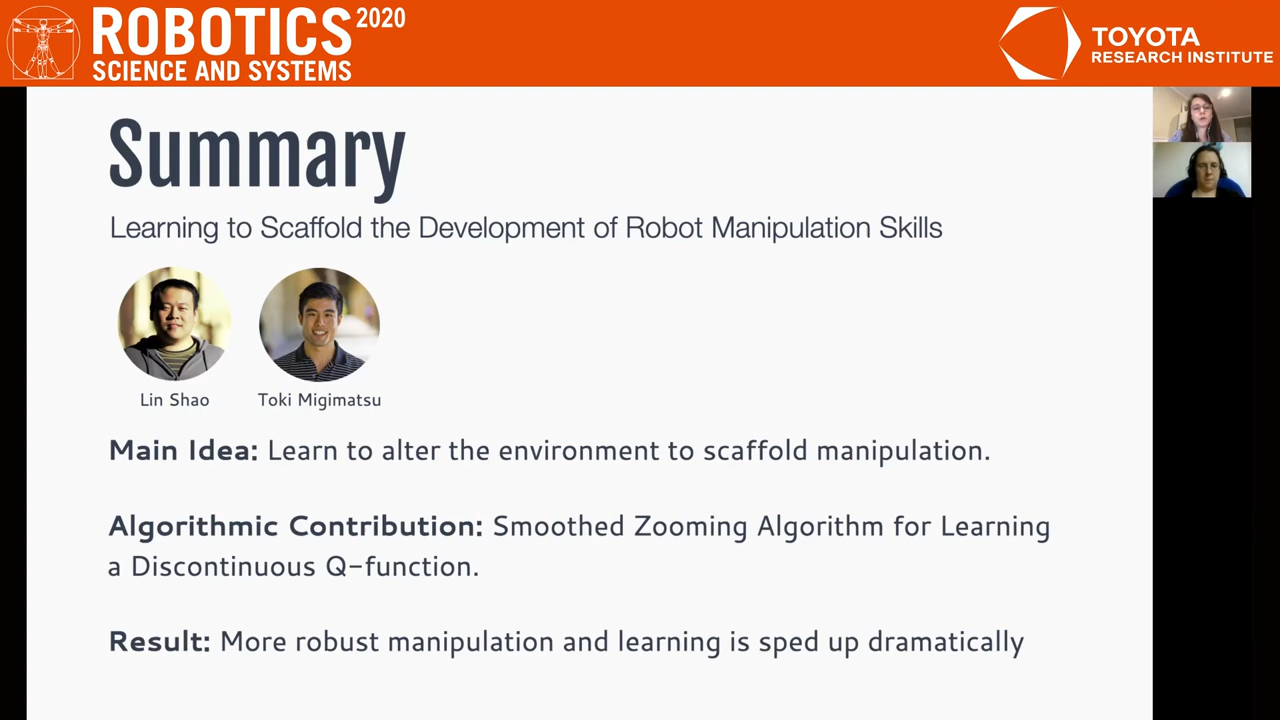 ROBOTICS 2020
SCIENCE AND SYSTEMS
TOYOTA
RESEARCH INSTITUTE
Summary
Learning to Scaffold the Development of Robot Manipulation Skills
Lin Shao
Toki Migimatsu
Main Idea: Learn to alter the environment to scaffold manipulation.
Algorithmic Contribution: Smoothed Zooming Algorithm for Learning
a Discontinuous Q-function.
Result: More robust manipulation and learning is sped up dramatically